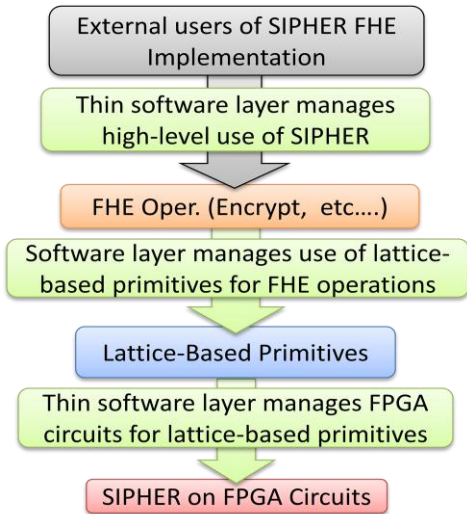 External users of SIPHER FHE
Implementation
Thin software layer manages
high-level use of SIPHER
FHE Oper. (Encrypt, etc....)
Software layer manages use of lattice-
based primitives for FHE operations
Lattice-Based Primitives
Thin software layer manages FPGA
circuits for lattice-based primitives
SIPHER on FPGA Circuits